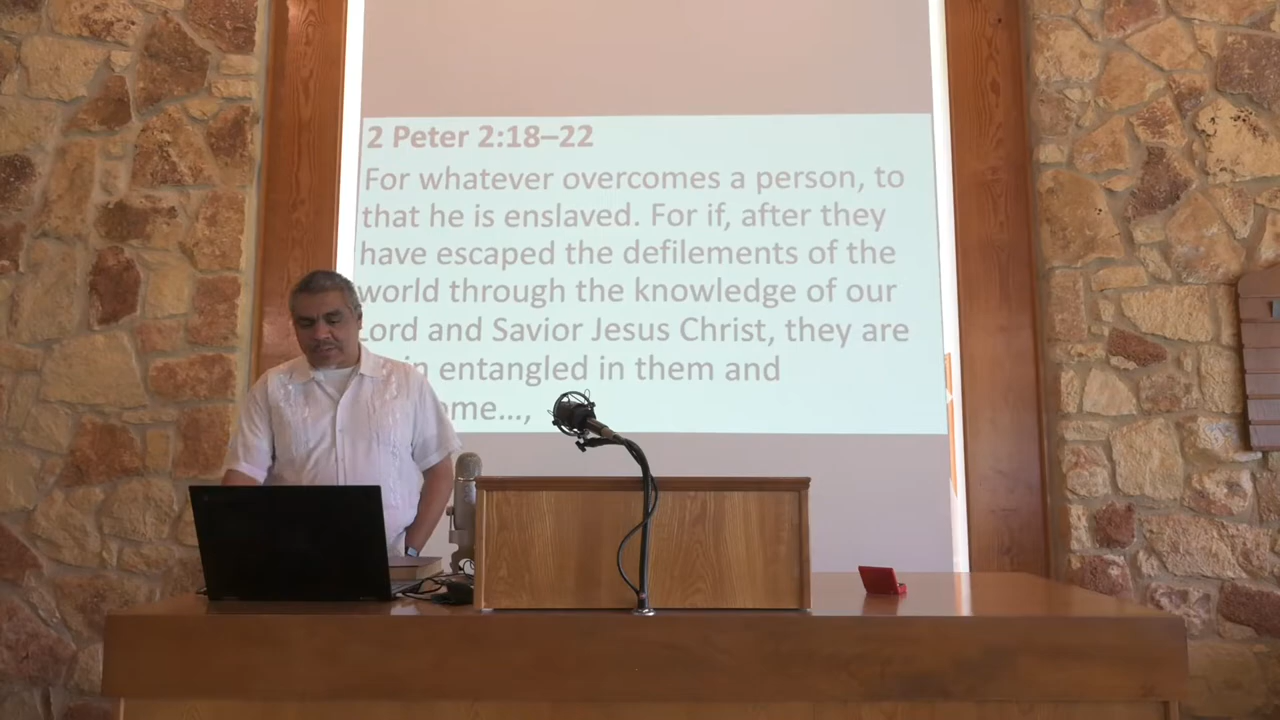 2 Peter 2:18–22
For whatever overcomes a person, to
that he is enslaved. For if, after they
have escaped the defilements of the
world through the knowledge of our
Lord and Savior Jesus Christ, they are
entangled in them and